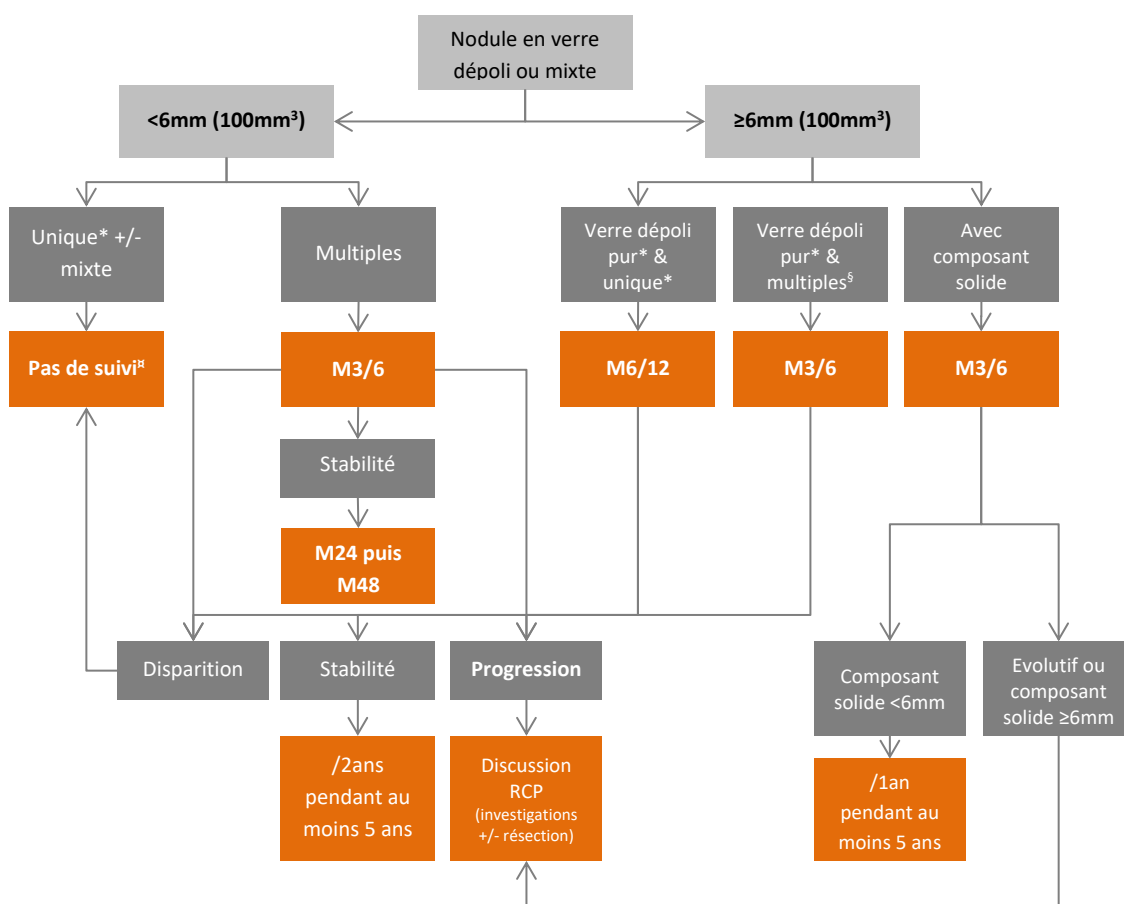 Nodule en verre
dépoli ou mixte
<6mm (100mm³)
≥6mm (100mm³)
Unique* +/-
mixte
Multiples
Verre dépoli
pur* &
unique*
Verre dépoli
pur* &
multiples§
Avec
composant
solide
Pas de suivi¤
M3/6
M6/12
M3/6
M3/6
Stabilité
M24 puis
M48
Disparition
Stabilité
Progression
Composant
solide <6mm
Evolutif ou
composant
solide ≥6mm
/2ans
pendant au
moins 5 ans
Discussion
RCP
(investigations
+/- résection)
/1an
pendant au
moins 5 ans